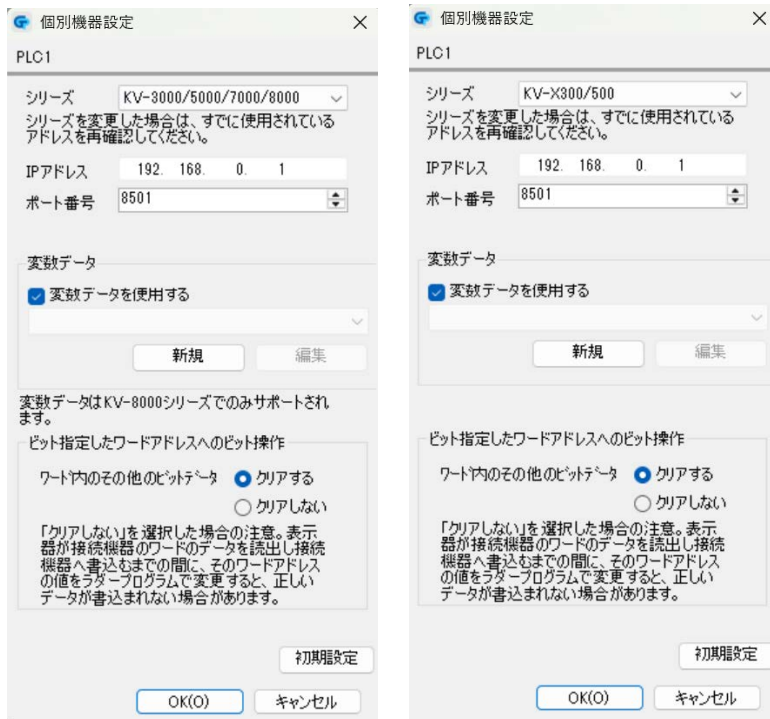 個別機器設定
PLC1
シリーズ KV-3000/5000/7000/8000
シリーズを変更した場合は、すでに使用されている
アドレスを再確認してください。
IPアドレス 192. 168. 0. 1
ポート番号 8501
変数データ
変数データを使用する
新規 編集
変数データはKV-8000シリーズでのみサポートされ
ます。
ビット指定したワードアドレスへのビット操作
ワード内のその他のビットデータ クリアする
クリアしない
「クリアしない」を選択した場合の注意。表示
器が接続機器のワードのデータを読出し接続
機器へ書込むまでの間に、そのワードアドレス
の値をラダープログラムで変更すると、正しい
データが書込まれない場合があります。
初期設定
OK(O) キャンセル
個別機器設定
PLC1
シリーズ KV-X300/500
シリーズを変更した場合は、すでに使用されている
アドレスを再確認してください。
IPアドレス 192. 168. 0. 1
ポート番号 8501
変数データ
変数データを使用する
新規 編集
ビット指定したワードアドレスへのビット操作
ワード内のその他のビットデータ クリアする
クリアしない
「クリアしない」を選択した場合の注意。表示
器が接続機器のワードのデータを読出し接続
機器へ書込むまでの間に、そのワードアドレス
の値をラダープログラムで変更すると、正しい
データが書込まれない場合があります。
初期設定
OK(O) キャンセル